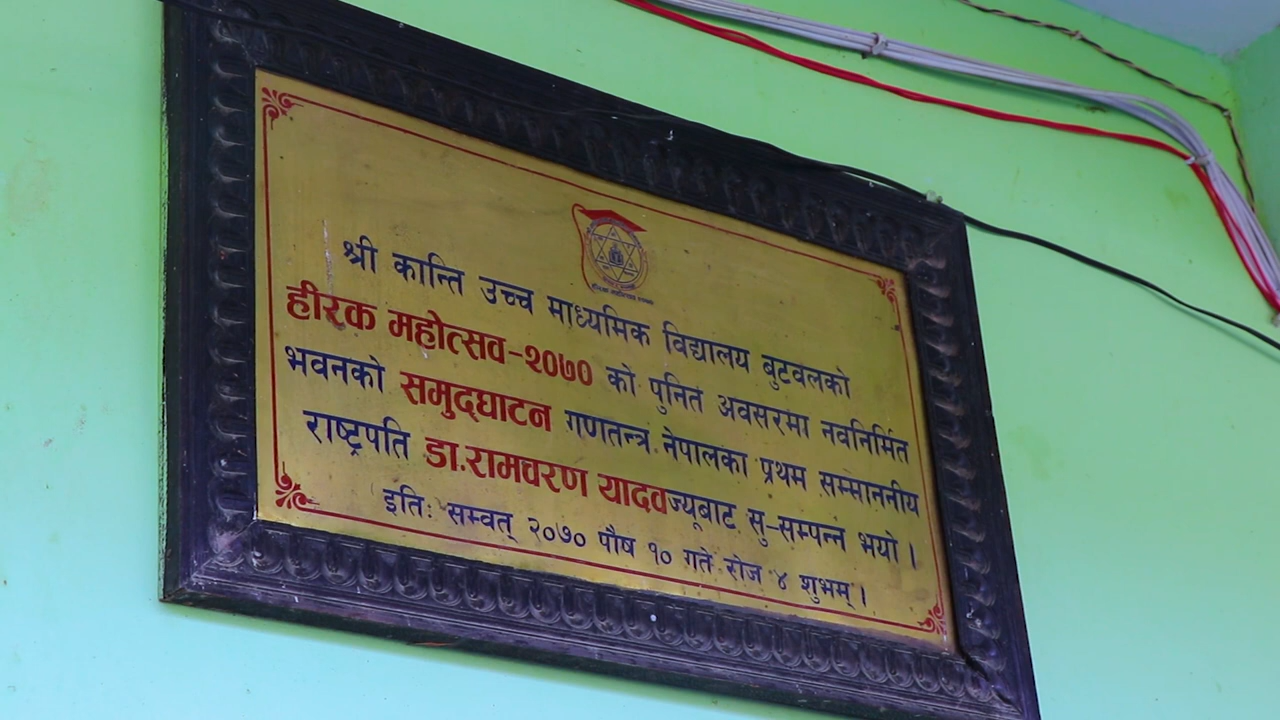 श्री कान्ति उच्च माध्यमिक विद्यालय बुटवलको
हीरक महोत्सव-२०७० को पुनित अवसरमा नवनिर्मित
भवनको समुद्घाटन गणतन्त्र नेपालका प्रथम सम्माननीय
राष्ट्रपति डा.रामवरण यादवज्यूबाट सु-सम्पन्न भयो ।
इतिः सम्वत् २०७० पौष १० गते रोज ४ शुभम् ।